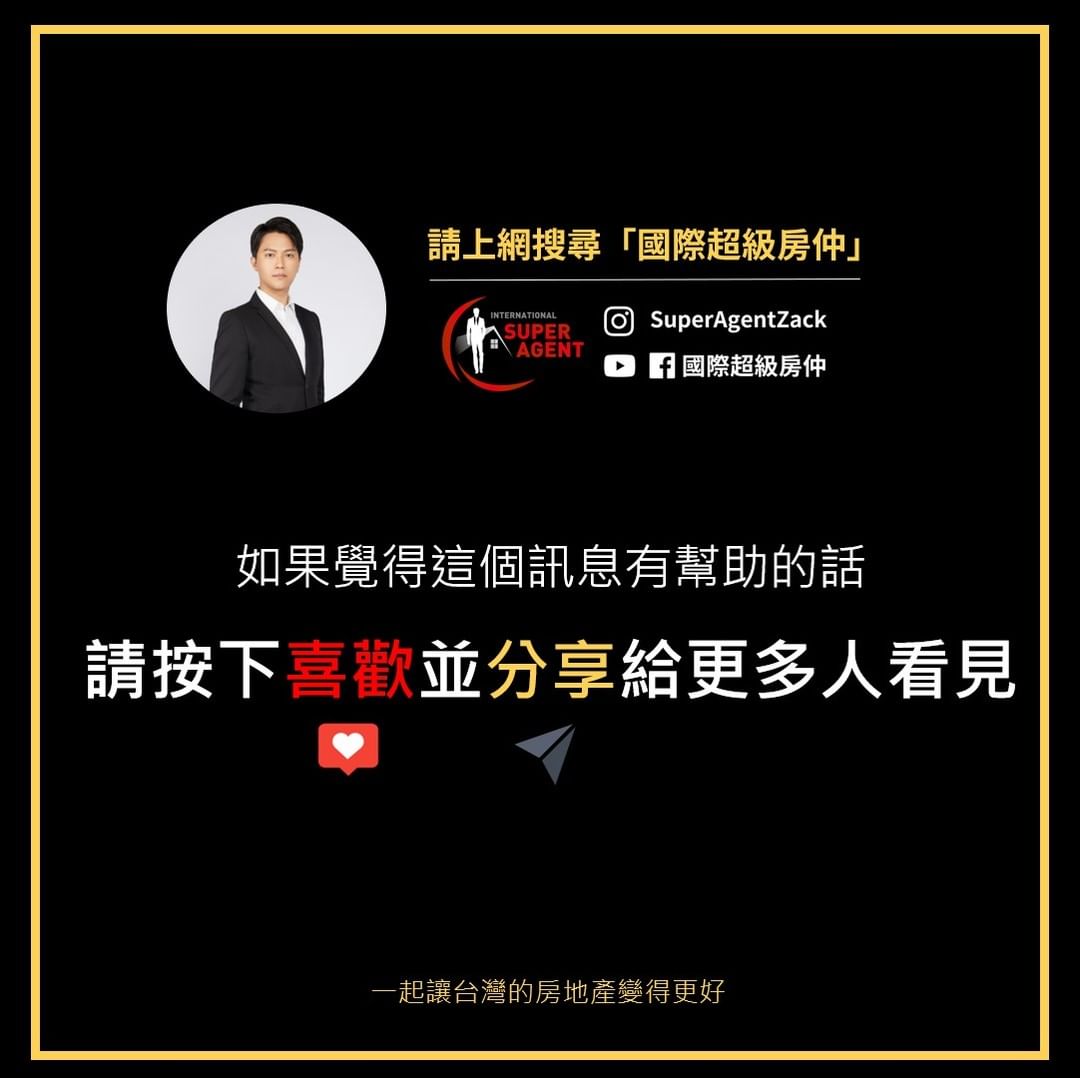 請上網搜尋「國際超級房仲」
INTERNATIONAL
SUPER
AGENT
SuperAgentZack
國際超級房仲
如果覺得這個訊息有幫助的話
請按下喜歡並分享給更多人看見
一起讓台灣的房地產變得更好